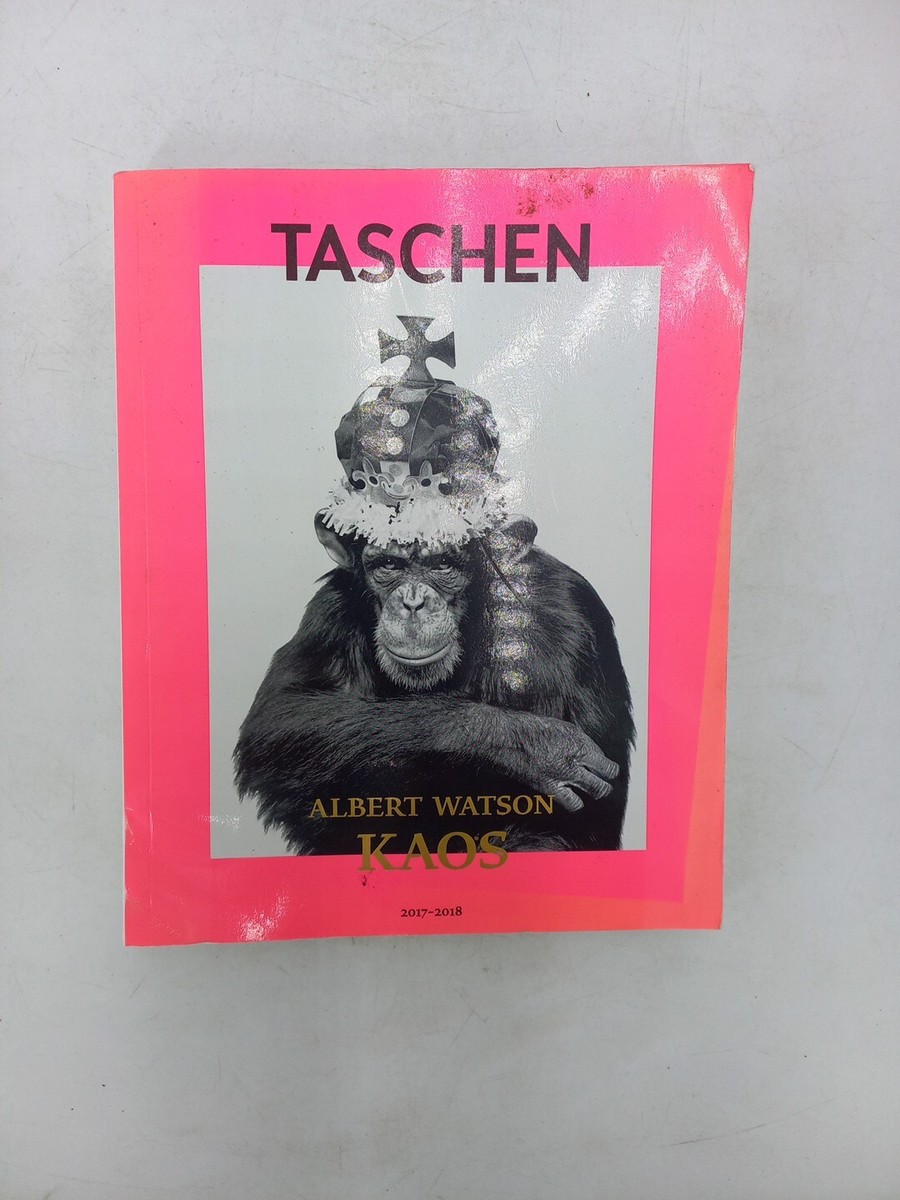 TASCHEN
ALBERT WATSON
KAOS
2017–2018